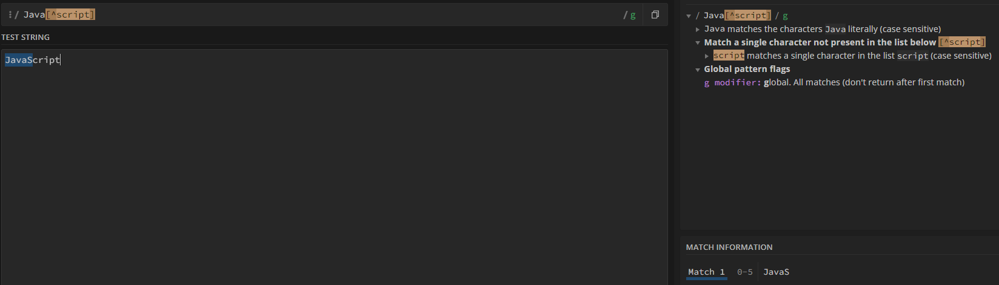 / Java[^script] / g
TEST STRING
JavaScript
/ Java[^script] / g
Java matches the characters Java literally (case sensitive)
Match a single character not present in the list below [^script]
script matches a single character in the list script (case sensitive)
Global pattern flags
g modifier: global. All matches (don't return after first match)
MATCH INFORMATION
Match 1 0-5 JavaS